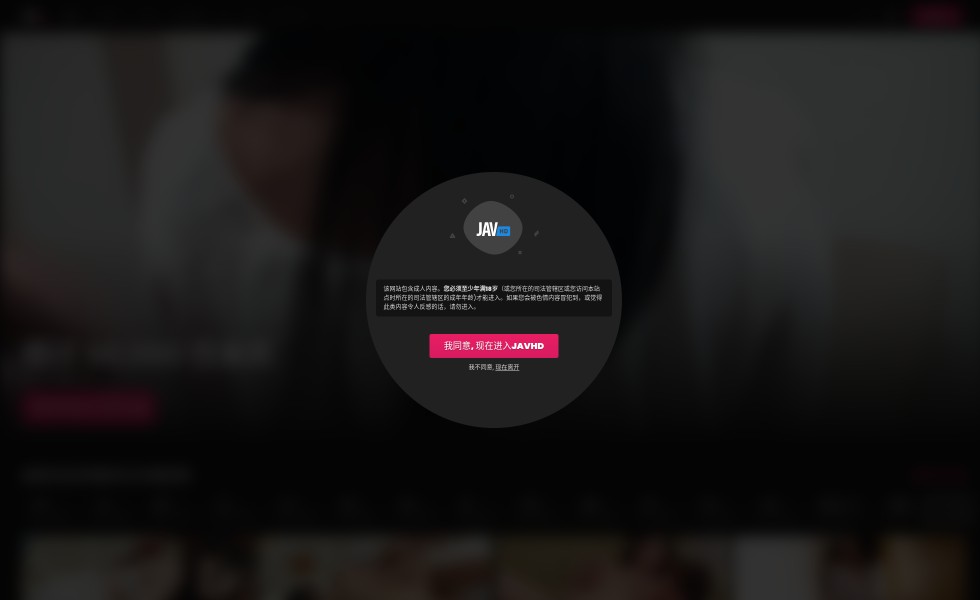 JAV HD
该网站包含成人内容。您必须至少年满18岁（或您所在的司法管辖区或您访问本站
点时所在的司法管辖区的成年年龄)才能进入。如果您会被色情内容冒犯到，或觉得
此类内容令人反感的话，请勿进入。
我同意, 现在进入JAVHD
我不同意, 现在离开